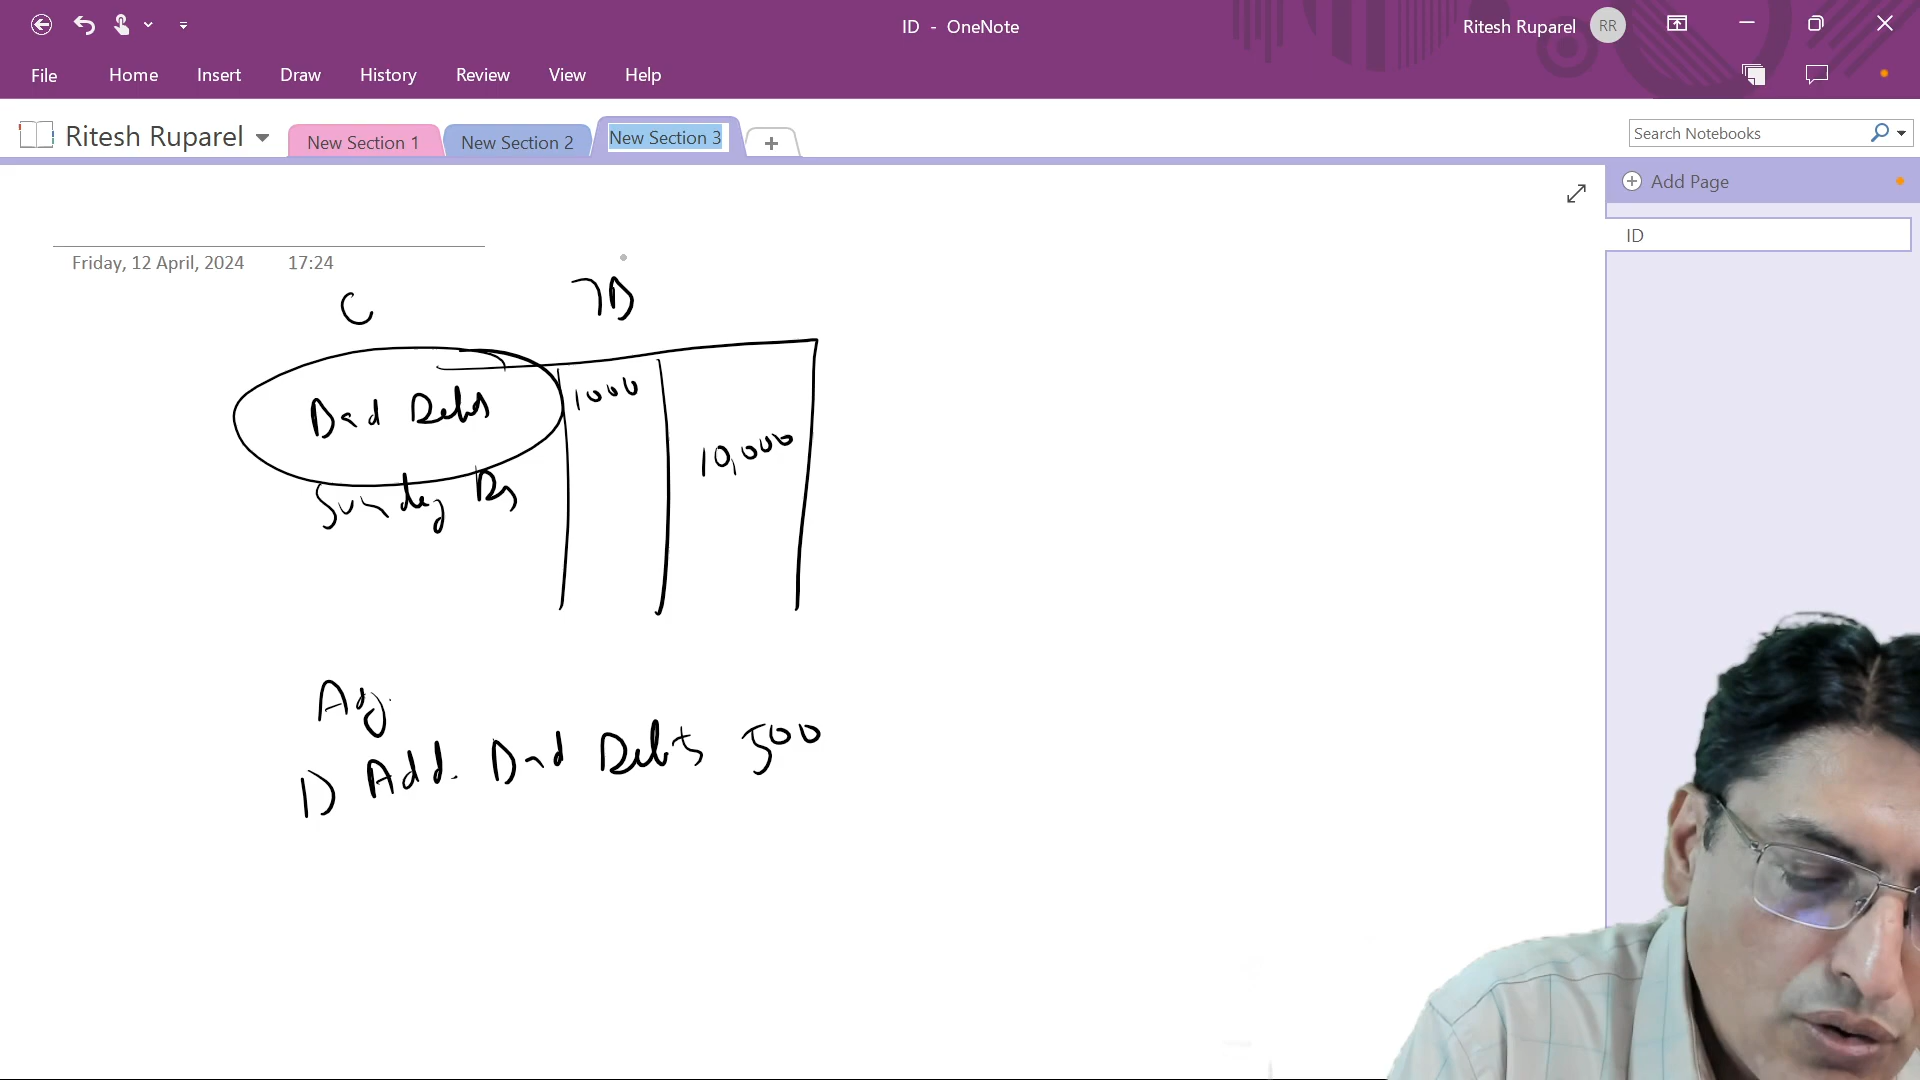 ID - OneNote
Ritesh Ruparel RR
File Home Insert Draw History Review View Help
Ritesh Ruparel New Section 1 New Section 2 New Section 3 +
Search Notebooks
Add Page
ID
Friday, 12 April, 2024 17:24
C
TB
Bad Debts 1000
10,000
Sundry Drs
Adj
1) Add. Bad Debts 500